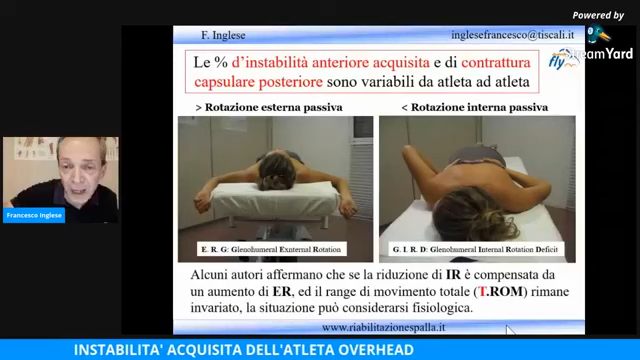 Powered by
StreamYard
F. Inglese
inglesefrancesco@tiscali.it
Le % d'instabilità anteriore acquisita e di contrattura
capsulare posteriore sono variabili da atleta ad atleta
fly
> Rotazione esterna passiva
< Rotazione interna passiva
E. R. G: Glenohumeral Exnternal Rotation
G. I. R. D: Glenohumeral Internal Rotation Deficit
Alcuni autori affermano che se la riduzione di IR è compensata da
un aumento di ER, ed il range di movimento totale (T.ROM) rimane
invariato, la situazione può considerarsi fisiologica.
www.riabilitazionespalla.it
Francesco Inglese
INSTABILITA' ACQUISITA DELL'ATLETA OVERHEAD